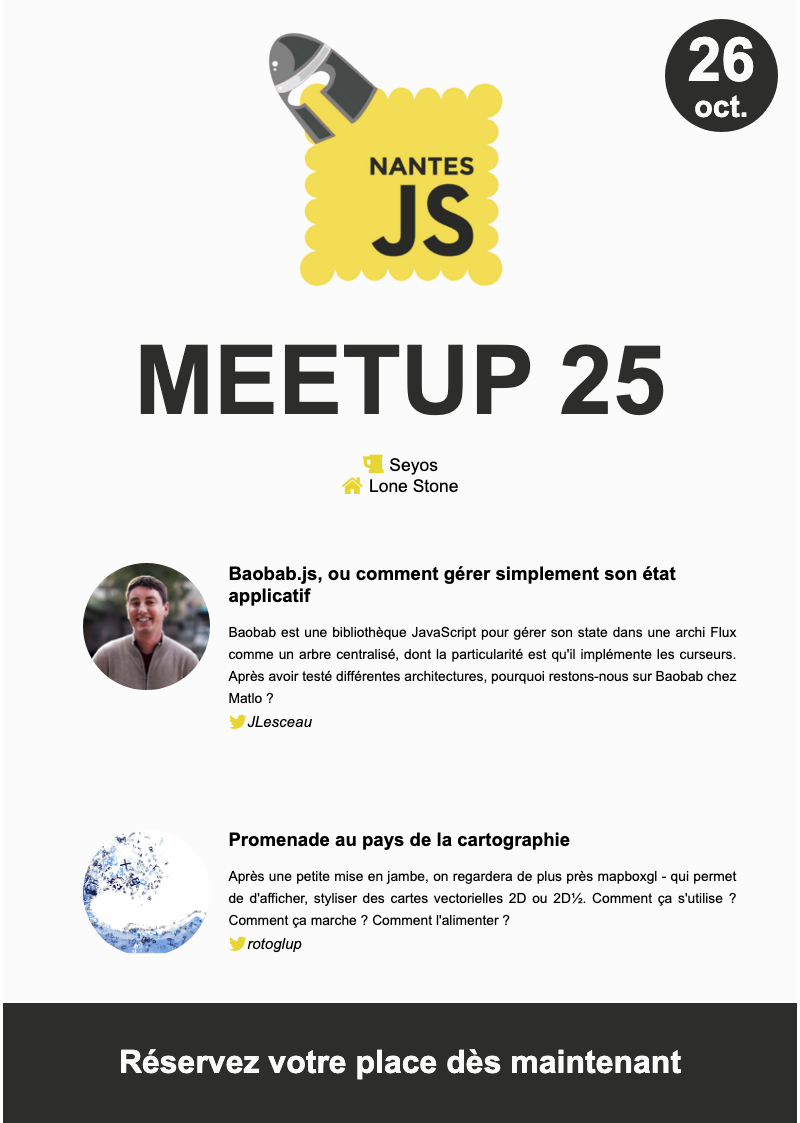 26
oct.
NANTES
JS
MEETUP 25
Seyos
Lone Stone
Baobab.js, ou comment gérer simplement son état
applicatif
Baobab est une bibliothèque JavaScript pour gérer son state dans une archi Flux
comme un arbre centralisé, dont la particularité est qu'il implémente les curseurs.
Après avoir testé différentes architectures, pourquoi restons-nous sur Baobab chez
Matlo ?
JLesceau
Promenade au pays de la cartographie
Après une petite mise en jambe, on regardera de plus près mapboxgl - qui permet
de d'afficher, styliser des cartes vectorielles 2D ou 2D½. Comment ça s'utilise ?
Comment ça marche ? Comment l'alimenter ?
rotoglup
Réservez votre place dès maintenant